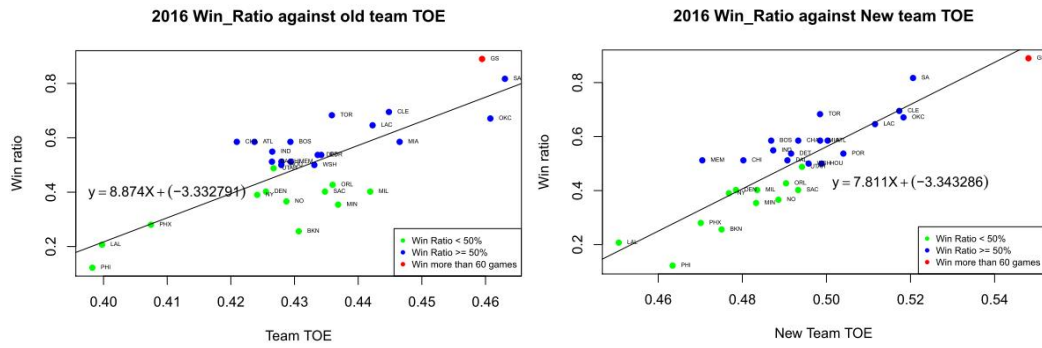 2016 Win_Ratio against old team TOE
Win ratio
0.8
0.6
0.4
0.2
GS
SA
CLE
TOR
OKC
LAC
MIA
ATL
BOS
IND
MEM
WSH
y = 8.874X + (−3.332791)
DEN
ORL
NY
SAC
MIL
NO
MIN
PHX
BKN
LAL
PHI
Win Ratio < 50%
Win Ratio >= 50%
Win more than 60 games
0.40 0.41 0.42 0.43 0.44 0.45 0.46
Team TOE
2016 Win_Ratio against New team TOE
Win ratio
0.8
0.6
0.4
0.2
SA
CLE
TOR
OKC
LAC
BOS
IND
DET
POR
MEM
CHI
UTAH
y = 7.811X + (−3.343286)
ORL
DEN
MIL
SAC
NY
MIN
NO
PHX
BKN
LAL
PHI
Win Ratio < 50%
Win Ratio >= 50%
Win more than 60 games
0.46 0.48 0.50 0.52 0.54
New Team TOE